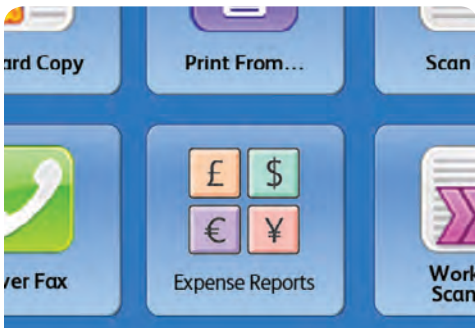 ard Copy
Print From...
Scan
£ $
€ ¥
ver Fax
Expense Reports
Work
Scan